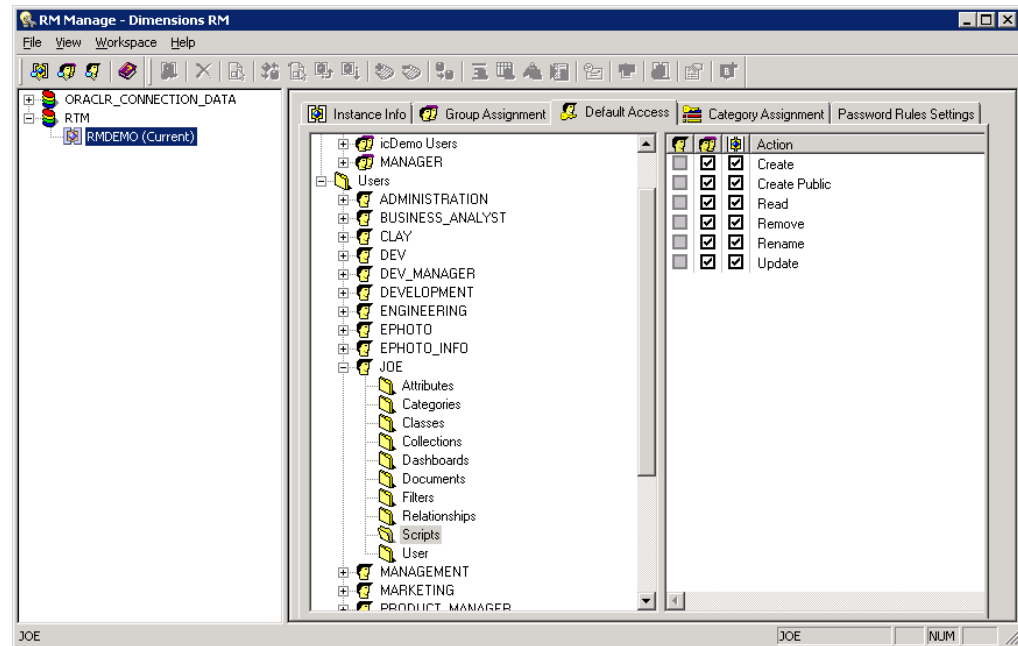 RM Manage - Dimensions RM
File View Workspace Help
ORACLR_CONNECTION_DATA
RTM
RMDEMO (Current)
Instance Info Group Assignment Default Access Category Assignment Password Rules Settings
icDemo Users
MANAGER
Users
ADMINISTRATION
BUSINESS_ANALYST
CLAY
DEV
DEV_MANAGER
DEVELOPMENT
ENGINEERING
EPHOTO
EPHOTO_INFO
JOE
Attributes
Categories
Classes
Collections
Dashboards
Documents
Filters
Relationships
Scripts
User
MANAGEMENT
MARKETING
PRODUCT_MANAGER
Action
Create
Create Public
Read
Remove
Rename
Update
JOE JOE NUM